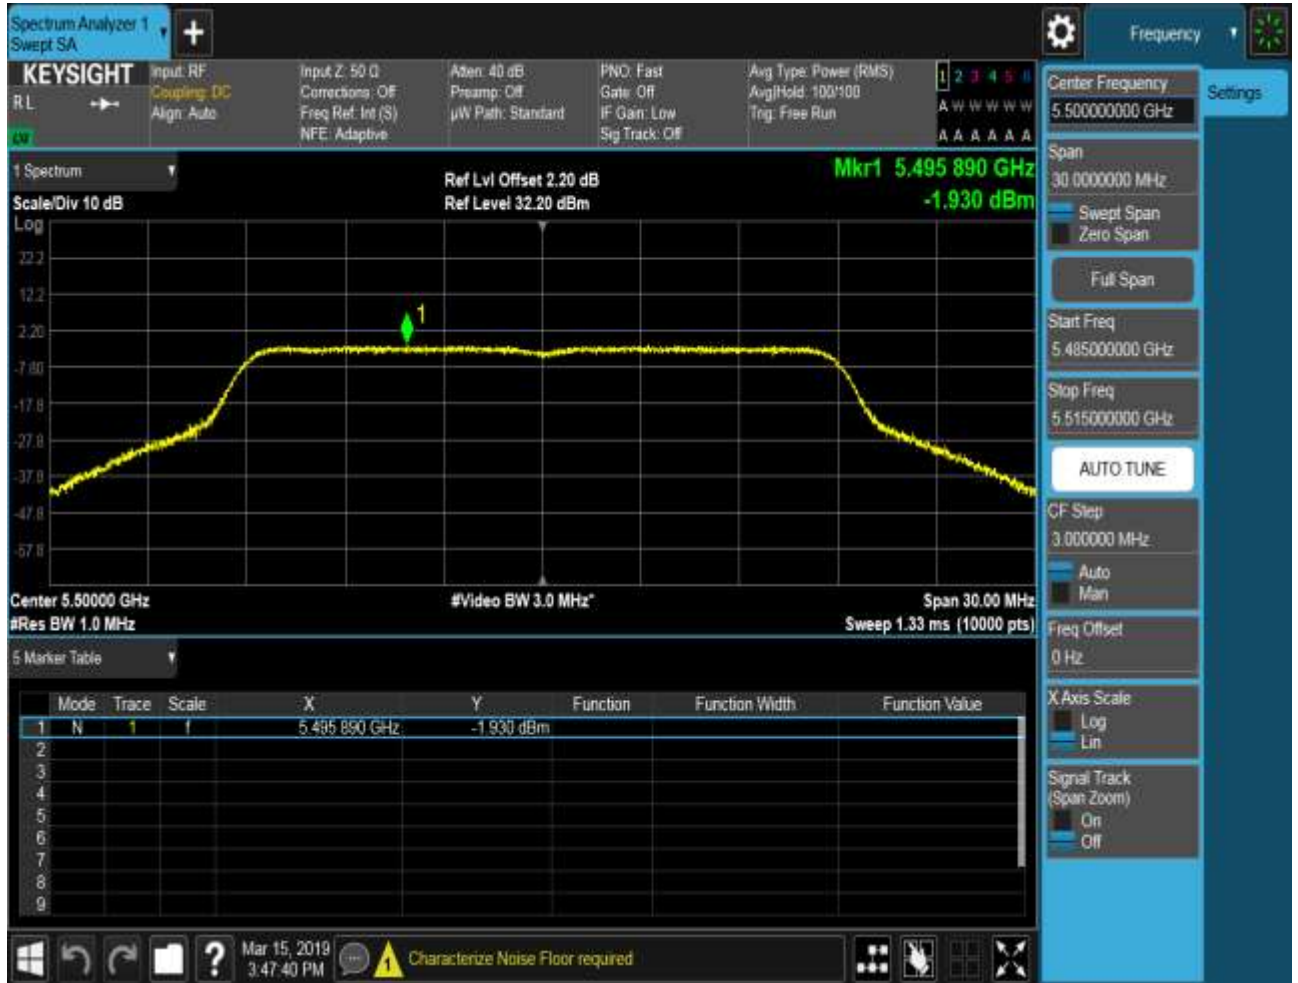 Spectrum Analyzer 1
Swept SA
Frequency
KEYSIGHT
RL
Input: RF
Coupling: DC
Align: Auto
Input Z: 50 Ω
Corrections: Off
Freq Ref: Int (S)
NFE: Adaptive
Atten: 40 dB
Preamp: Off
µW Path: Standard
PNO: Fast
Gate: Off
IF Gain: Low
Sig Track: Off
Avg Type: Power (RMS)
Avg|Hold: 100/100
Trig: Free Run
1 2 3 4 5 6
A W W W W W
A A A A A A
1 Spectrum
Scale/Div 10 dB
Ref Lvl Offset 2.20 dB
Ref Level 32.20 dBm
Mkr1 5.495 890 GHz
-1.930 dBm
Log
22.2
12.2
2.20
-7.80
-17.8
-27.8
-37.8
-47.8
-57.8
1
Center 5.50000 GHz
#Res BW 1.0 MHz
#Video BW 3.0 MHz*
Span 30.00 MHz
Sweep 1.33 ms (10000 pts)
5 Marker Table
Mode Trace Scale X Y Function Function Width Function Value
1 N 1 f 5.495 890 GHz -1.930 dBm
2
3
4
5
6
7
8
9
Mar 15, 2019
3:47:40 PM
?
1
Characterize Noise Floor required
Center Frequency
5.500000000 GHz
Settings
Span
30.0000000 MHz
Swept Span
Zero Span
Full Span
Start Freq
5.485000000 GHz
Stop Freq
5.515000000 GHz
AUTO TUNE
CF Step
3.000000 MHz
Auto
Man
Freq Offset
0 Hz
X Axis Scale
Log
Lin
Signal Track
(Span Zoom)
On
Off